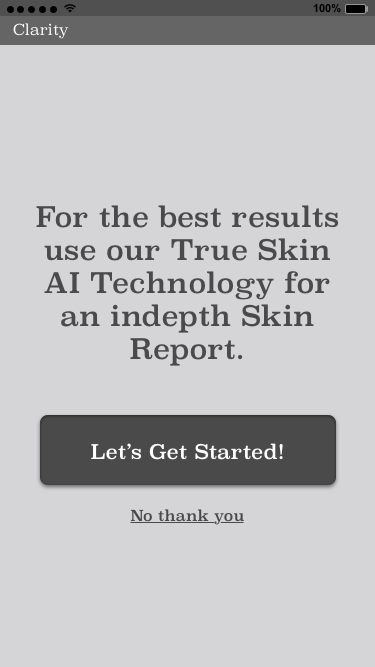 100%
Clarity
For the best results
use our True Skin
AI Technology for
an indepth Skin
Report.
Let’s Get Started!
No thank you